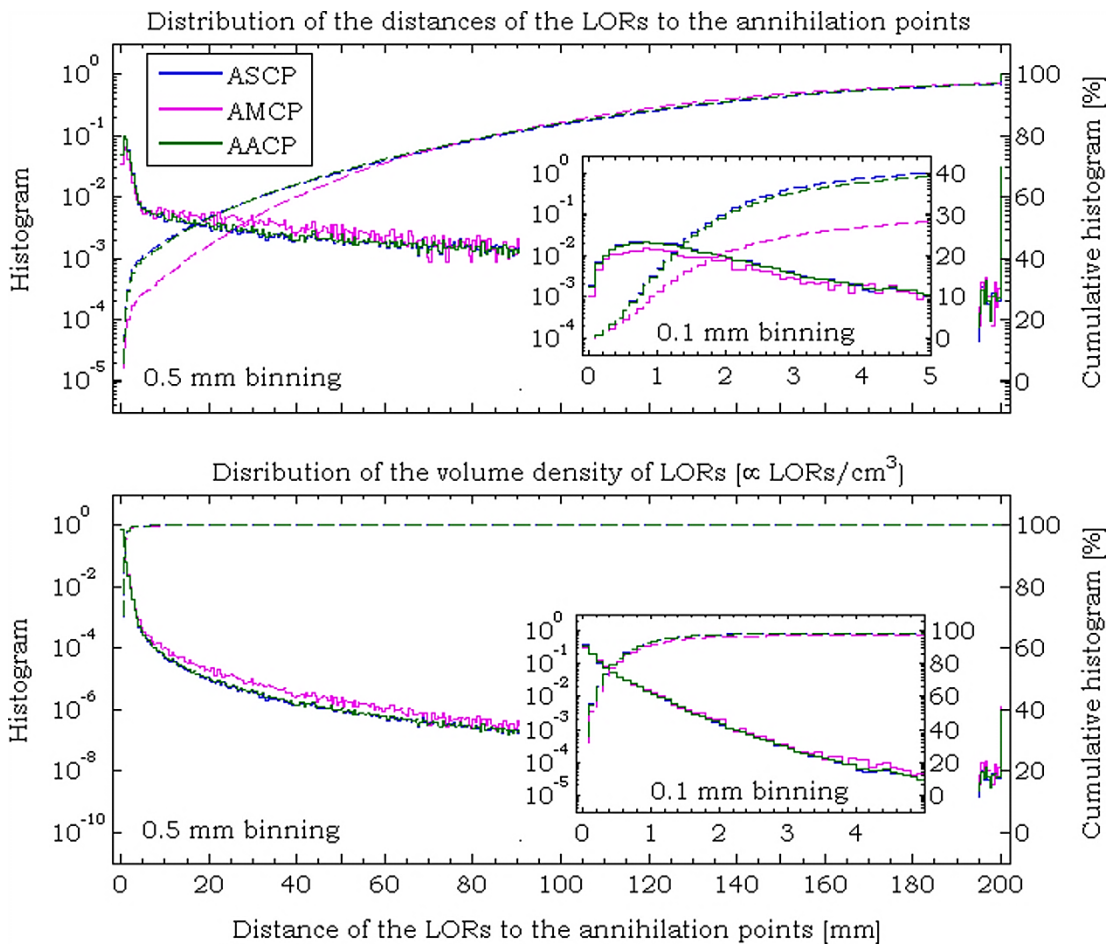 Distribution of the distances of the LORs to the annihilation points
Histogram
10^0
10^-1
10^-2
10^-3
10^-4
10^-5
ASCP
AMCP
AACP
0.5 mm binning
10^0
10^-1
10^-2
10^-3
10^-4
40
30
20
10
0
0.1 mm binning
0 1 2 3 4 5
100
80
60
40
20
0
Cumulative histogram [%]
Disribution of the volume density of LORs [∝ LORs/cm^3)
Histogram
10^0
10^-2
10^-4
10^-6
10^-8
10^-10
0.5 mm binning
10^0
10^-1
10^-2
10^-3
10^-4
10^-5
100
80
60
40
20
0
0.1 mm binning
0 1 2 3 4
100
80
60
40
20
0
Cumulative histogram [%]
0 20 40 60 80 100 120 140 160 180 200
Distance of the LORs to the annihilation points [mm]